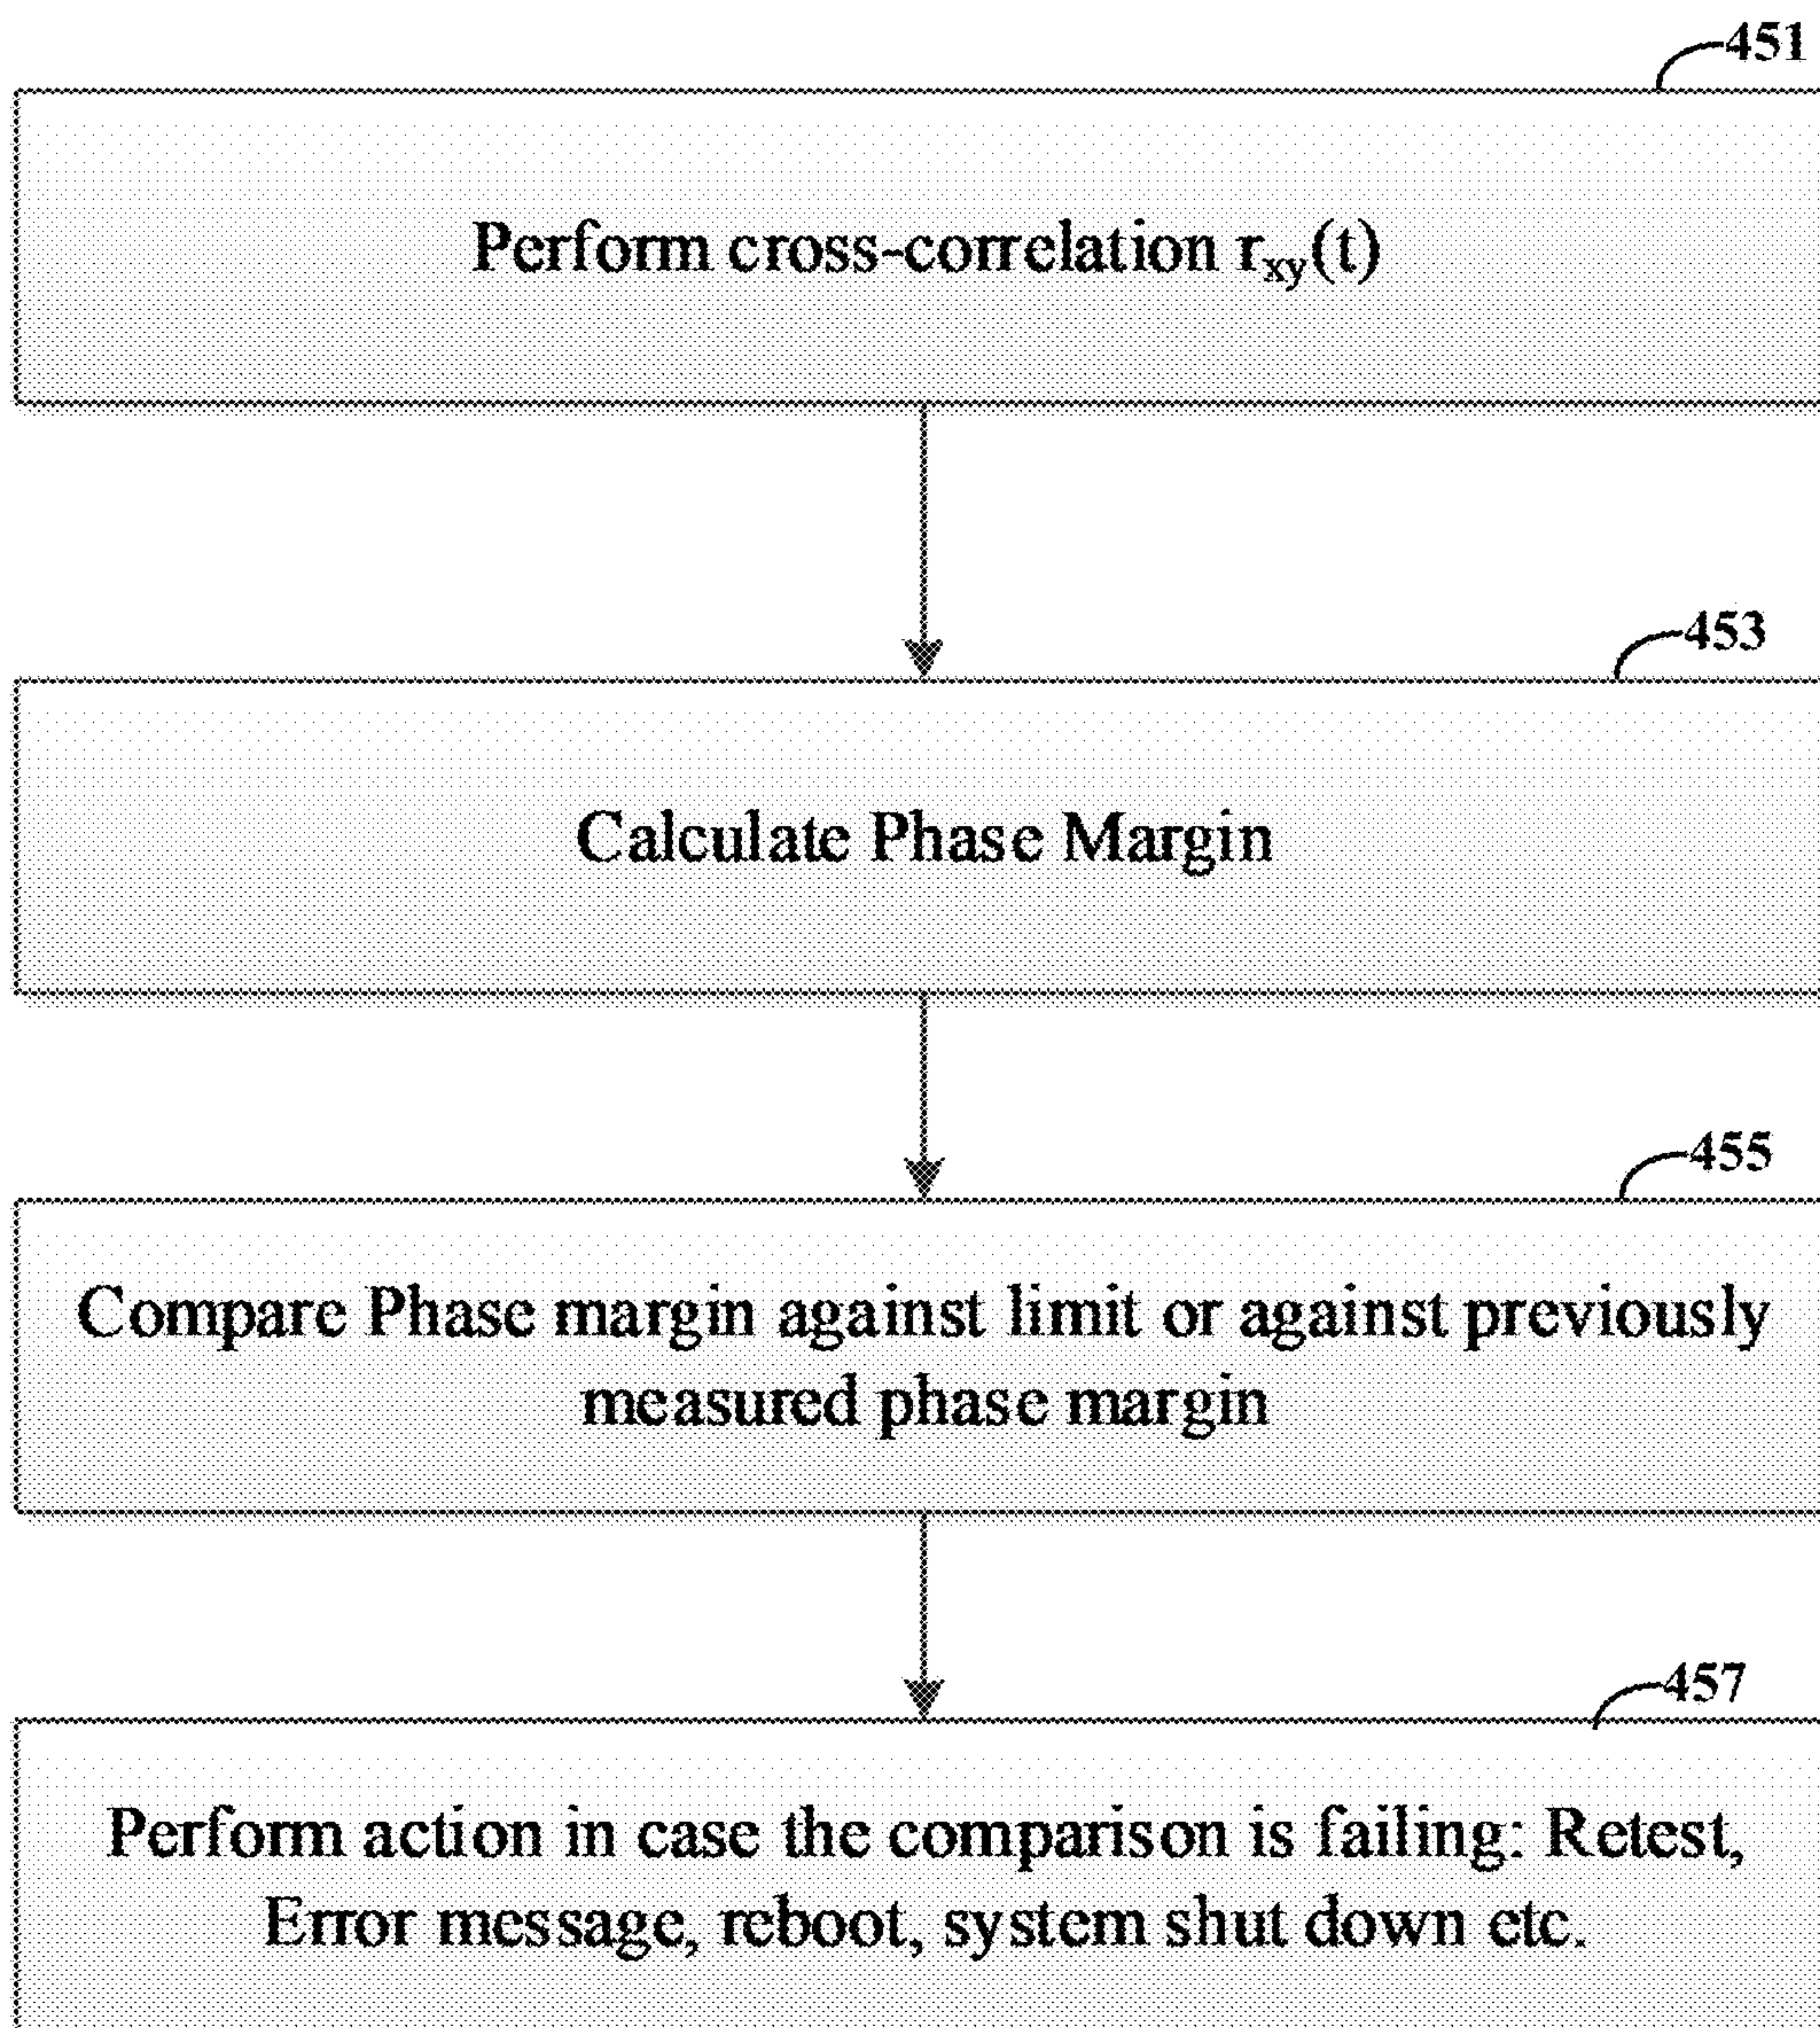 451
Perform cross-correlation rxy(t)
453
Calculate Phase Margin
455
Compare Phase margin against limit or against previously
measured phase margin
457
Perform action in case the comparison is failing: Retest,
Error message, reboot, system shut down etc.